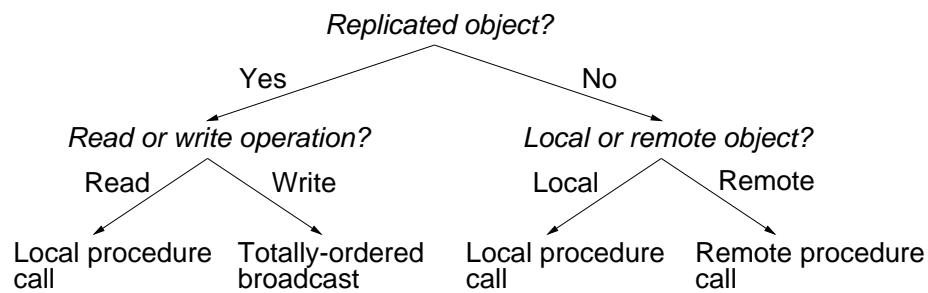 Replicated object?
Yes No
Read or write operation? Local or remote object?
Read Write Local Remote
Local procedure Totally-ordered Local procedure Remote procedure
call broadcast call call